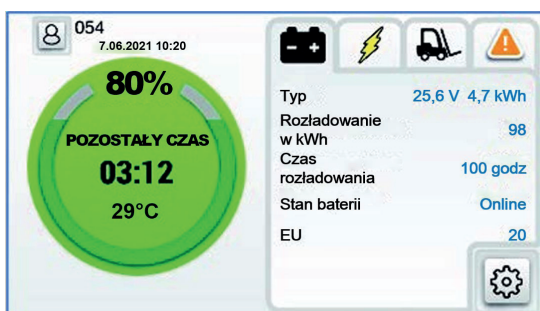 054
7.06.2021 10:20
80%
POZOSTAŁY CZAS
03:12
29°C
Typ 25,6 V 4,7 kWh
Rozładowanie
w kWh 98
Czas
rozładowania 100 godz
Stan baterii Online
EU 20